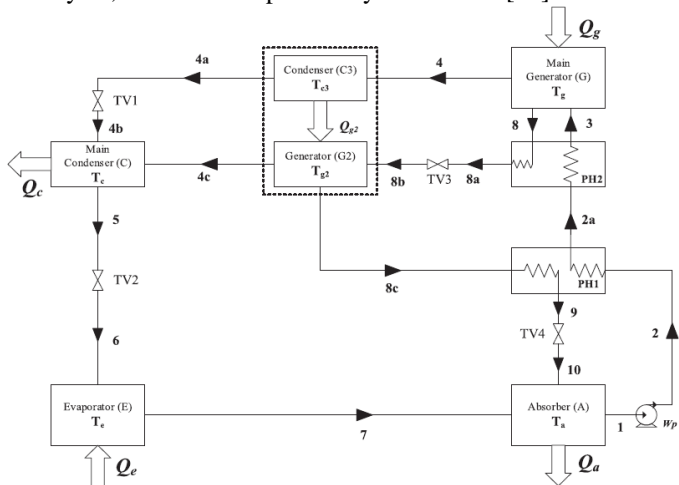 Qg
4a
Condenser (C3)
Tc3
4
Main
Generator (G)
Tg
TV1
4b
Qg2
8
3
Main
Condenser (C)
Tc
Qc
4c
Generator (G2)
Tg2
8b
TV3
8a
PH2
5
2a
TV2
8c
PH1
9
TV4
2
6
10
Evaporator (E)
Te
7
Absorber (A)
Ta
1
Wp
Qe
Qa